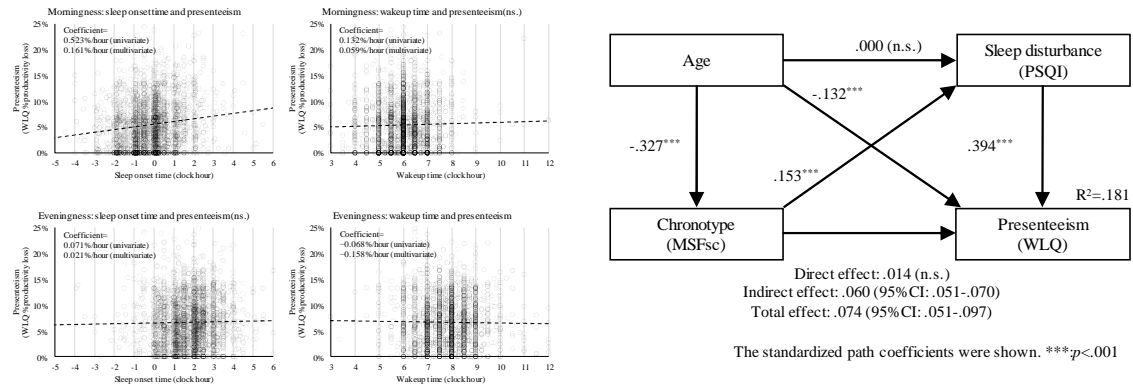 Morningness: sleep onset time and presenteeism
Coefficient=
0.523%/hour (univariate)
0.161%/hour (multivariate)
Presenteeism
(WLQ %productivity loss)
25%
20%
15%
10%
5%
0%
-5 -4 -3 -2 -1 0 1 2 3 4 5 6
Sleep onset time (clock hour)
Morningness: wakeup time and presenteeism(ns.)
Coefficient=
0.132%/hour (univariate)
0.059%/hour (multivariate)
Presenteeism
(WLQ %productivity loss)
25%
20%
15%
10%
5%
0%
3 4 5 6 7 8 9 10 11 12
Wakeup time (clock hour)
Eveningness: sleep onset time and presenteeism(ns.)
Coefficient=
0.071%/hour (univariate)
0.021%/hour (multivariate)
Presenteeism
(WLQ %productivity loss)
25%
20%
15%
10%
5%
0%
-5 -4 -3 -2 -1 0 1 2 3 4 5 6
Sleep onset time (clock hour)
Eveningness: wakeup time and presenteeism
Coefficient=
−0.068%/hour (univariate)
−0.158%/hour (multivariate)
Presenteeism
(WLQ %productivity loss)
25%
20%
15%
10%
5%
0%
3 4 5 6 7 8 9 10 11 12
Wakeup time (clock hour)
Age
.000 (n.s.)
Sleep disturbance
(PSQI)
-.132***
-.327***
.394***
.153***
R²=.181
Chronotype
(MSFsc)
Presenteeism
(WLQ)
Direct effect: .014 (n.s.)
Indirect effect: .060 (95%CI: .051-.070)
Total effect: .074 (95%CI: .051-.097)
The standardized path coefficients were shown. ***:p<.001